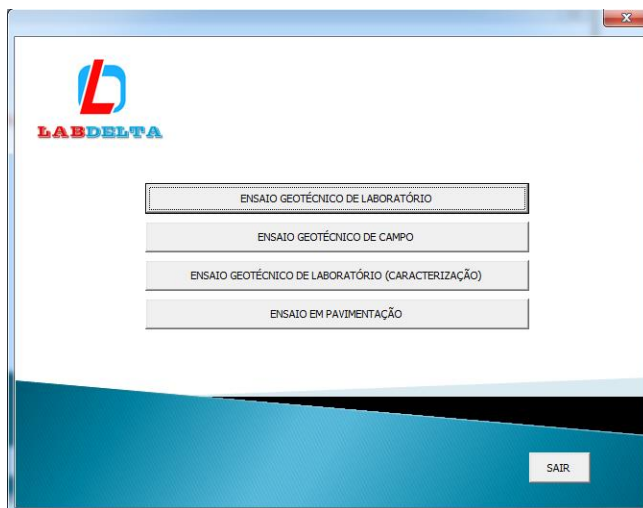 LABDELTA
ENSAIO GEOTÉCNICO DE LABORATÓRIO
ENSAIO GEOTÉCNICO DE CAMPO
ENSAIO GEOTÉCNICO DE LABORATÓRIO (CARACTERIZAÇÃO)
ENSAIO EM PAVIMENTAÇÃO
SAIR